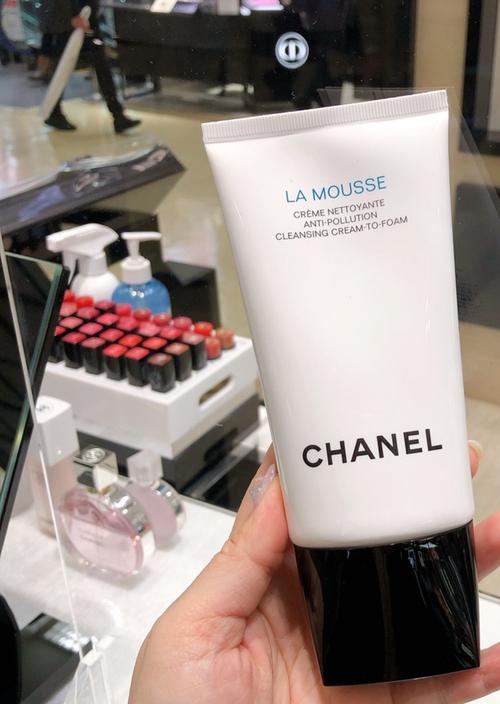 LA MOUSSE
CRÈME NETTOYANTE
ANTI-POLLUTION
CLEANSING CREAM-TO-FOAM
CHANEL